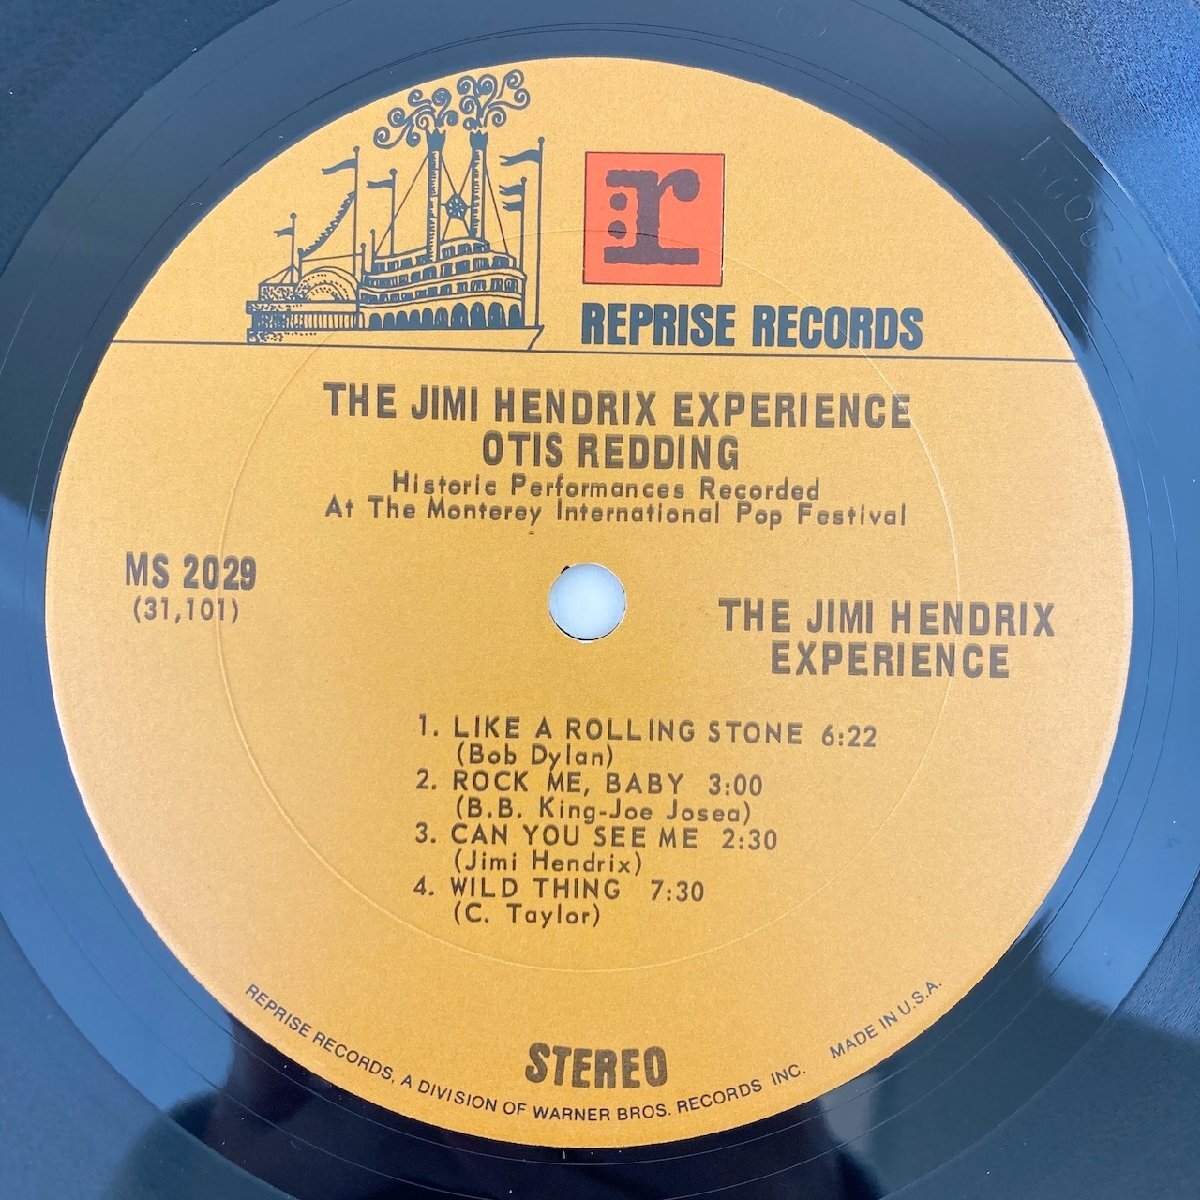 r
REPRISE RECORDS
THE JIMI HENDRIX EXPERIENCE
OTIS REDDING
Historic Performances Recorded
At The Monterey International Pop Festival
MS 2029
(31,101)
THE JIMI HENDRIX
EXPERIENCE
1. LIKE A ROLLING STONE 6:22
(Bob Dylan)
2. ROCK ME, BABY 3:00
(B.B. King-Joe Josea)
3. CAN YOU SEE ME 2:30
(Jimi Hendrix)
4. WILD THING 7:30
(C. Taylor)
STEREO
REPRISE RECORDS, A DIVISION OF WARNER BROS. RECORDS INC. MADE IN U.S.A.